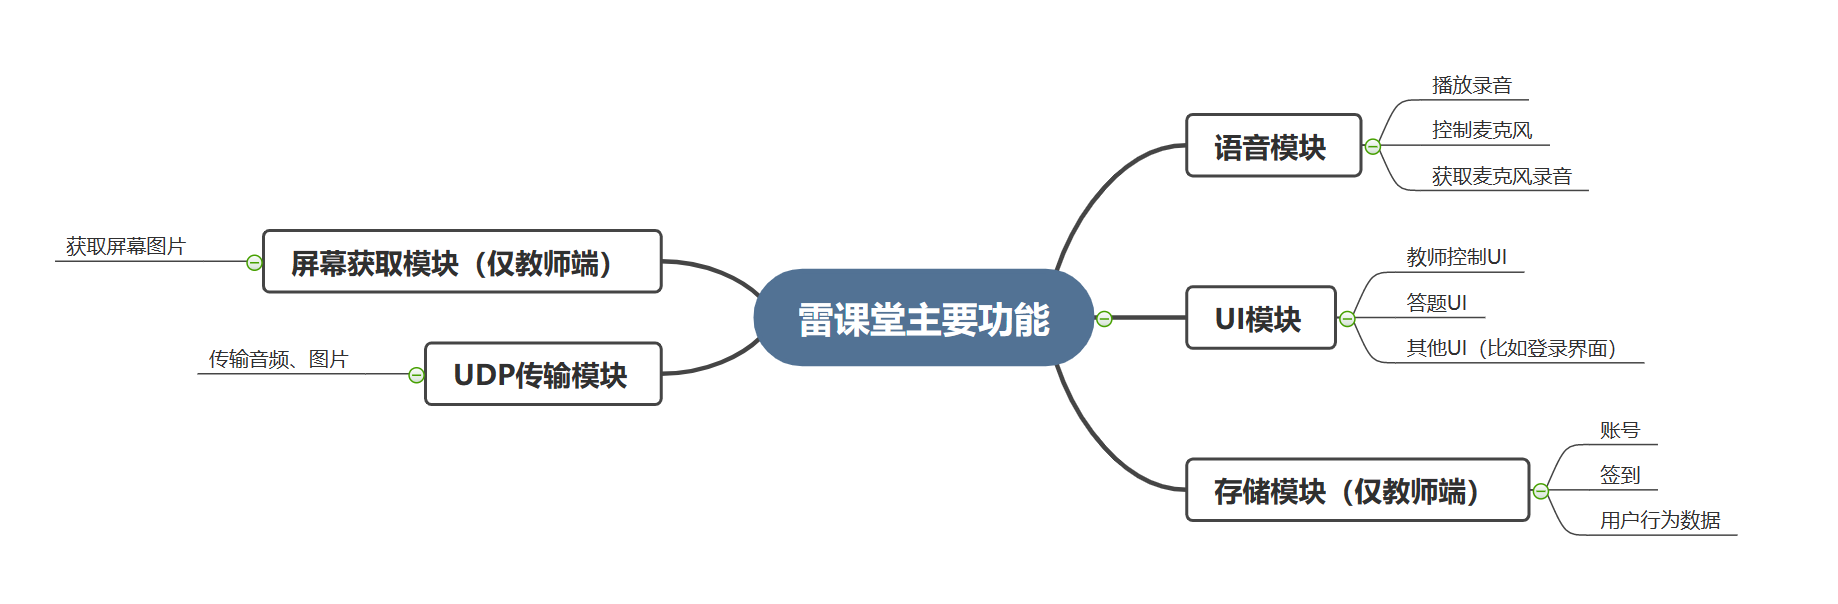 雷课堂主要功能
语音模块
播放录音
控制麦克风
获取麦克风录音
UI模块
教师控制UI
答题UI
其他UI（比如登录界面）
存储模块（仅教师端）
账号
签到
用户行为数据
屏幕获取模块（仅教师端）
获取屏幕图片
UDP传输模块
传输音频、图片